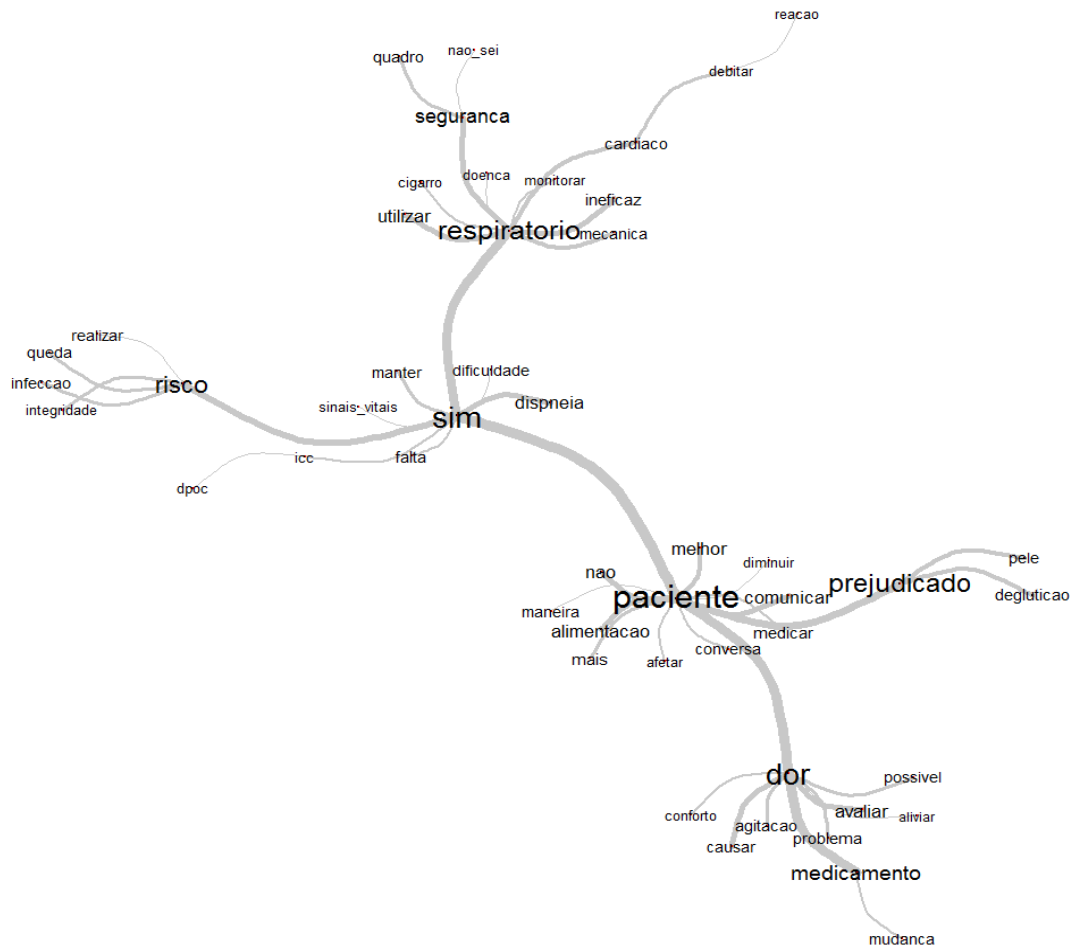 reacao
nao_sei
quadro
debitar
seguranca
cardiaco
doenca
monitorar
cigarro
ineficaz
utilizar
respiratorio
mecanica
realizar
queda
dificuldade
manter
infeccao
risco
dispneia
sinais_vitais
integridade
sim
icc
falta
dpoc
melhor
pele
diminuir
nao
prejudicado
paciente
comunicar
degluticao
maneira
alimentacao
medicar
conversa
mais
afetar
dor
possivel
conforto
avaliar
aliviar
agitacao
problema
causar
medicamento
mudanca